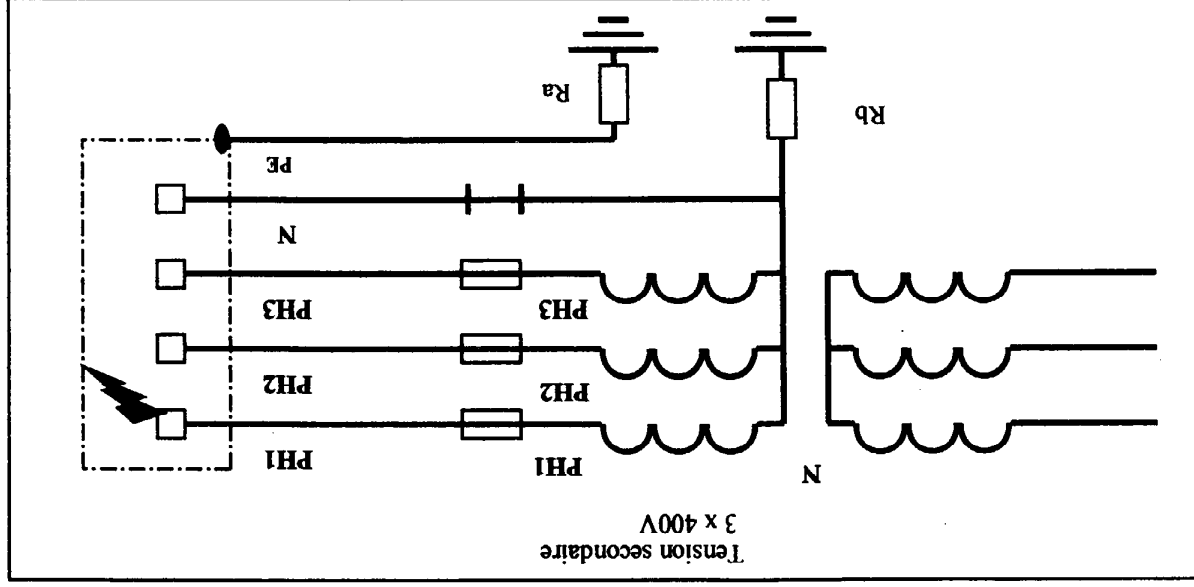 Tension secondaire
3 x 400V
N
PH1
PH1
PH2
PH2
PH3
PH3
N
PE
Rb
Ra